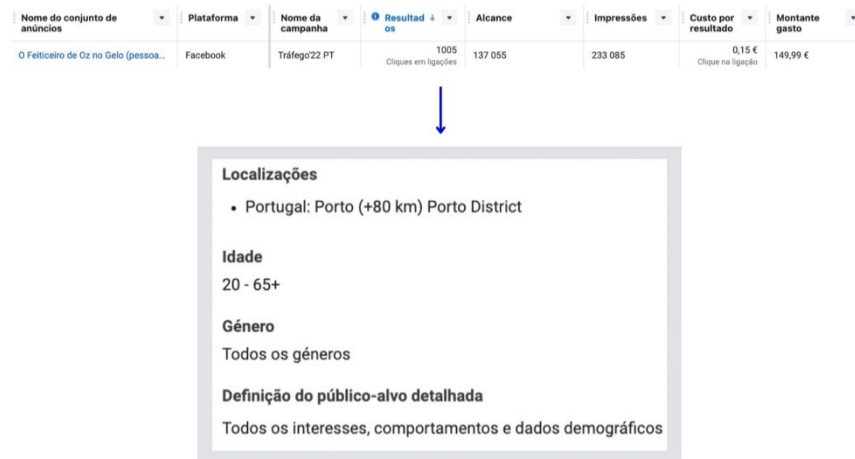 Nome do conjunto de anúncios Plataforma Nome da campanha Resultados Alcance Impressões Custo por resultado Montante gasto
O Feiticeiro de Oz no Gelo (pessoa... Facebook Tráfego'22 PT 1005 137 055 233 085 0,15 € 149,99 €
Cliques em ligações Clique na ligação
Localizações
• Portugal: Porto (+80 km) Porto District
Idade
20 - 65+
Género
Todos os géneros
Definição do público-alvo detalhada
Todos os interesses, comportamentos e dados demográficos